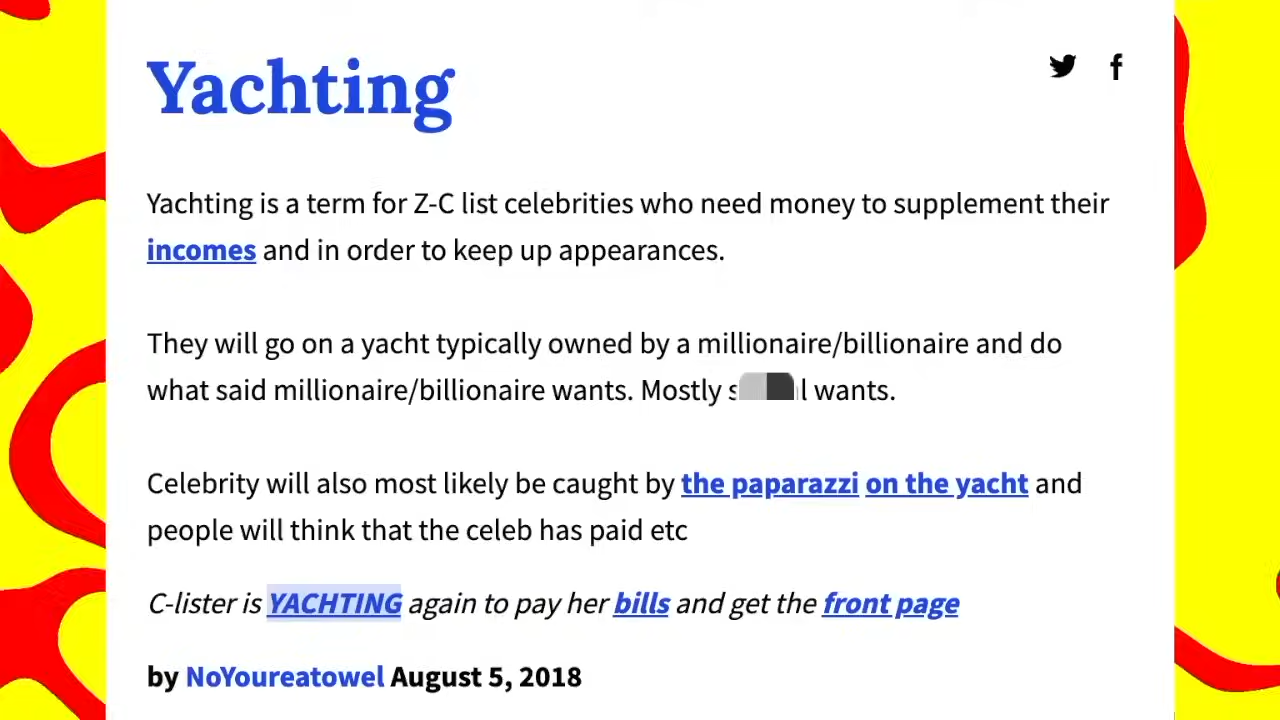 Yachting
Yachting is a term for Z-C list celebrities who need money to supplement their
incomes and in order to keep up appearances.
They will go on a yacht typically owned by a millionaire/billionaire and do
what said millionaire/billionaire wants. Mostly wants.
Celebrity will also most likely be caught by the paparazzi on the yacht and
people will think that the celeb has paid etc
C-lister is YACHTING again to pay her bills and get the front page
by NoYoureatowel August 5, 2018